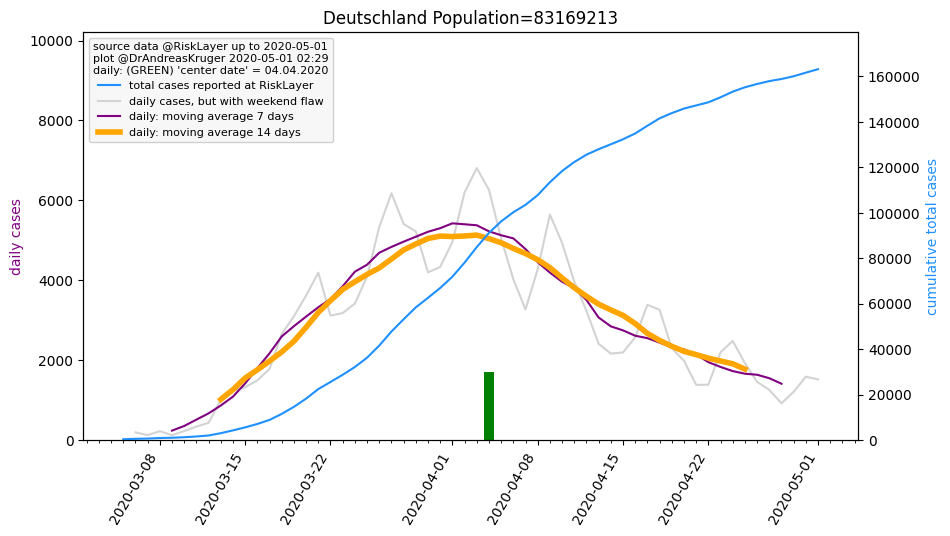 Deutschland Population=83169213
source data @RiskLayer up to 2020-05-01
plot @DrAndreasKruger 2020-05-01 02:29
daily: (GREEN) 'center date' = 04.04.2020
total cases reported at RiskLayer
daily cases, but with weekend flaw
daily: moving average 7 days
daily: moving average 14 days
daily cases
10000
8000
6000
4000
2000
0
cumulative total cases
160000
140000
120000
100000
80000
60000
40000
20000
0
2020-03-08
2020-03-15
2020-03-22
2020-04-01
2020-04-08
2020-04-15
2020-04-22
2020-05-01